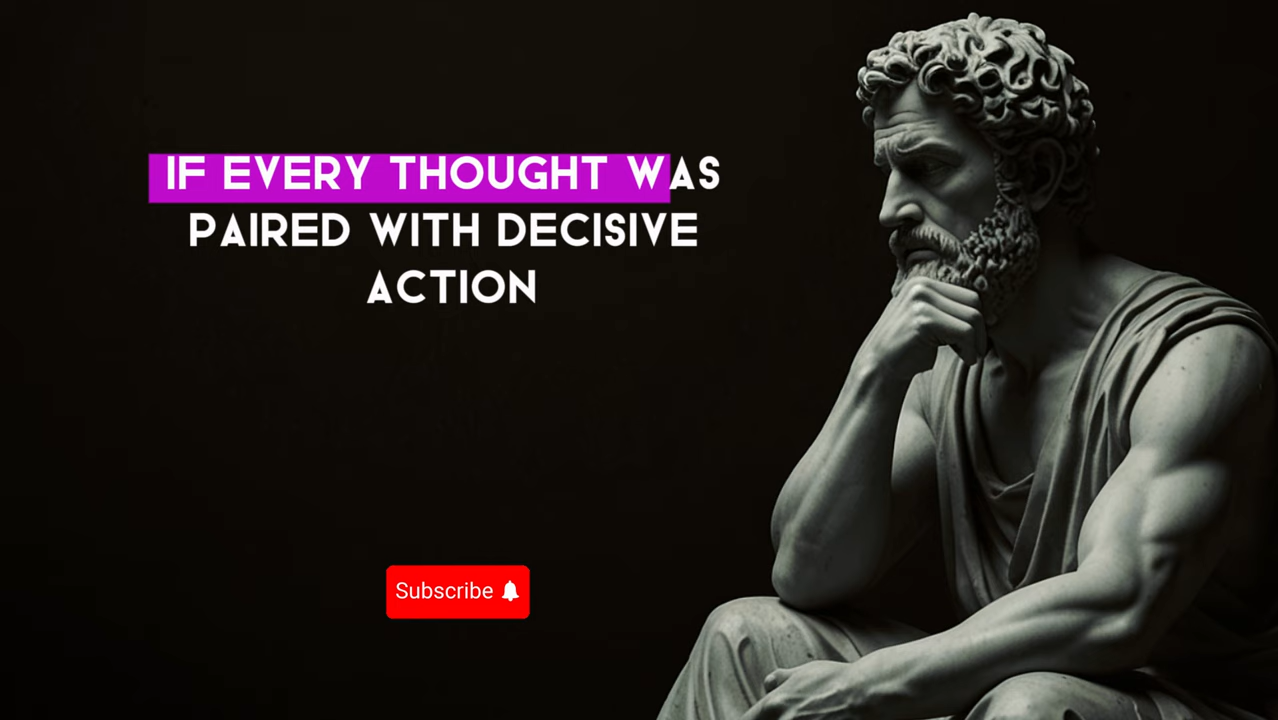 IF EVERY THOUGHT WAS
PAIRED WITH DECISIVE
ACTION
Subscribe